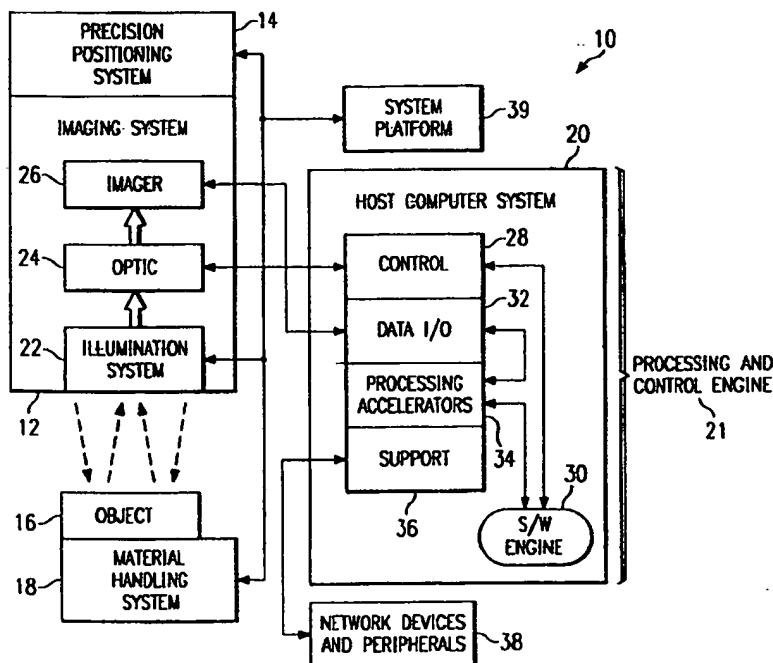 PRECISION
POSITIONING
SYSTEM
14
10
IMAGING SYSTEM
SYSTEM
PLATFORM
39
20
26
IMAGER
HOST COMPUTER SYSTEM
28
24
OPTIC
CONTROL
32
22
ILLUMINATION
SYSTEM
DATA I/O
PROCESSING
ACCELERATORS
PROCESSING AND
CONTROL ENGINE
21
12
34
SUPPORT
36
30
S/W
ENGINE
16
OBJECT
18
MATERIAL
HANDLING
SYSTEM
NETWORK DEVICES
AND PERIPHERALS
38